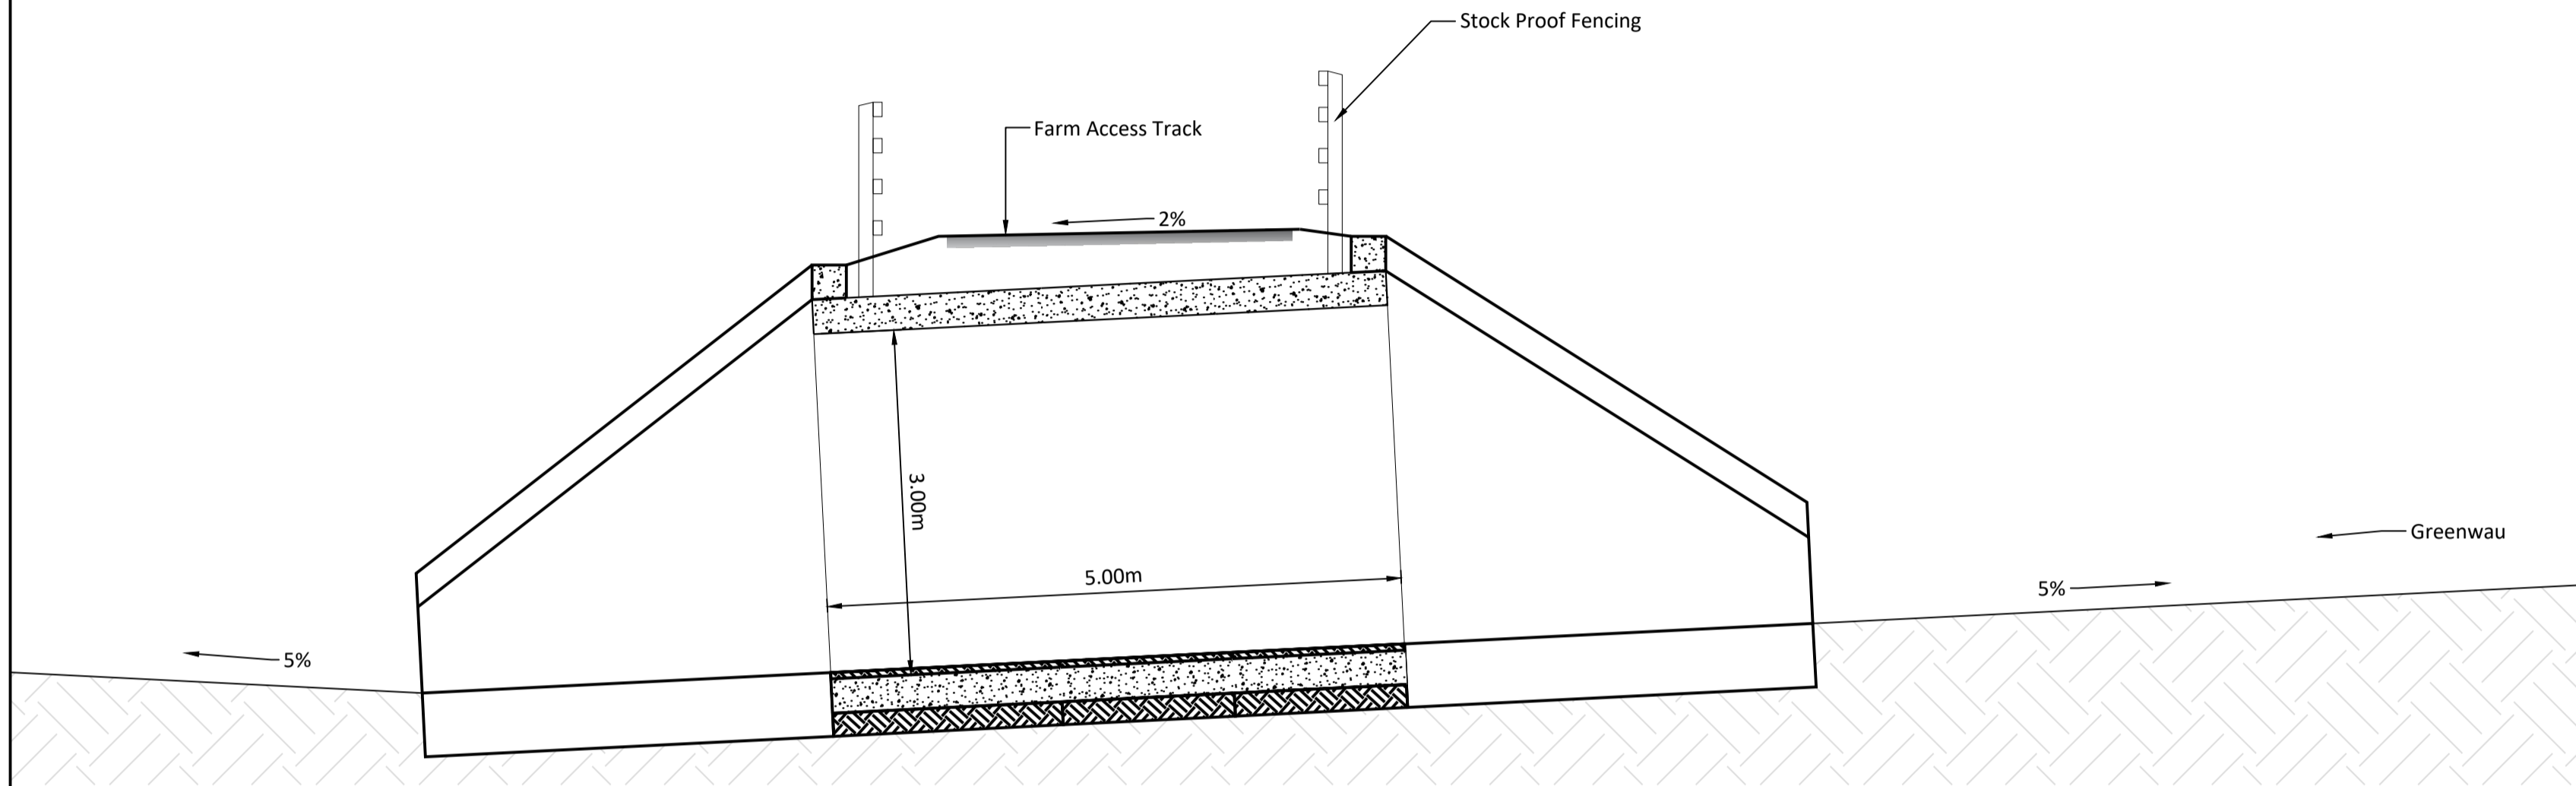 Stock Proof Fencing
Farm Access Track
2%
3.00m
Greenwau
5.00m
5%
5%